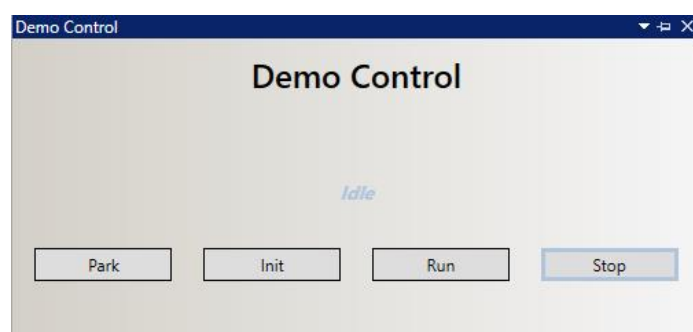 Demo Control
Demo Control
Idle
Park Init Run Stop